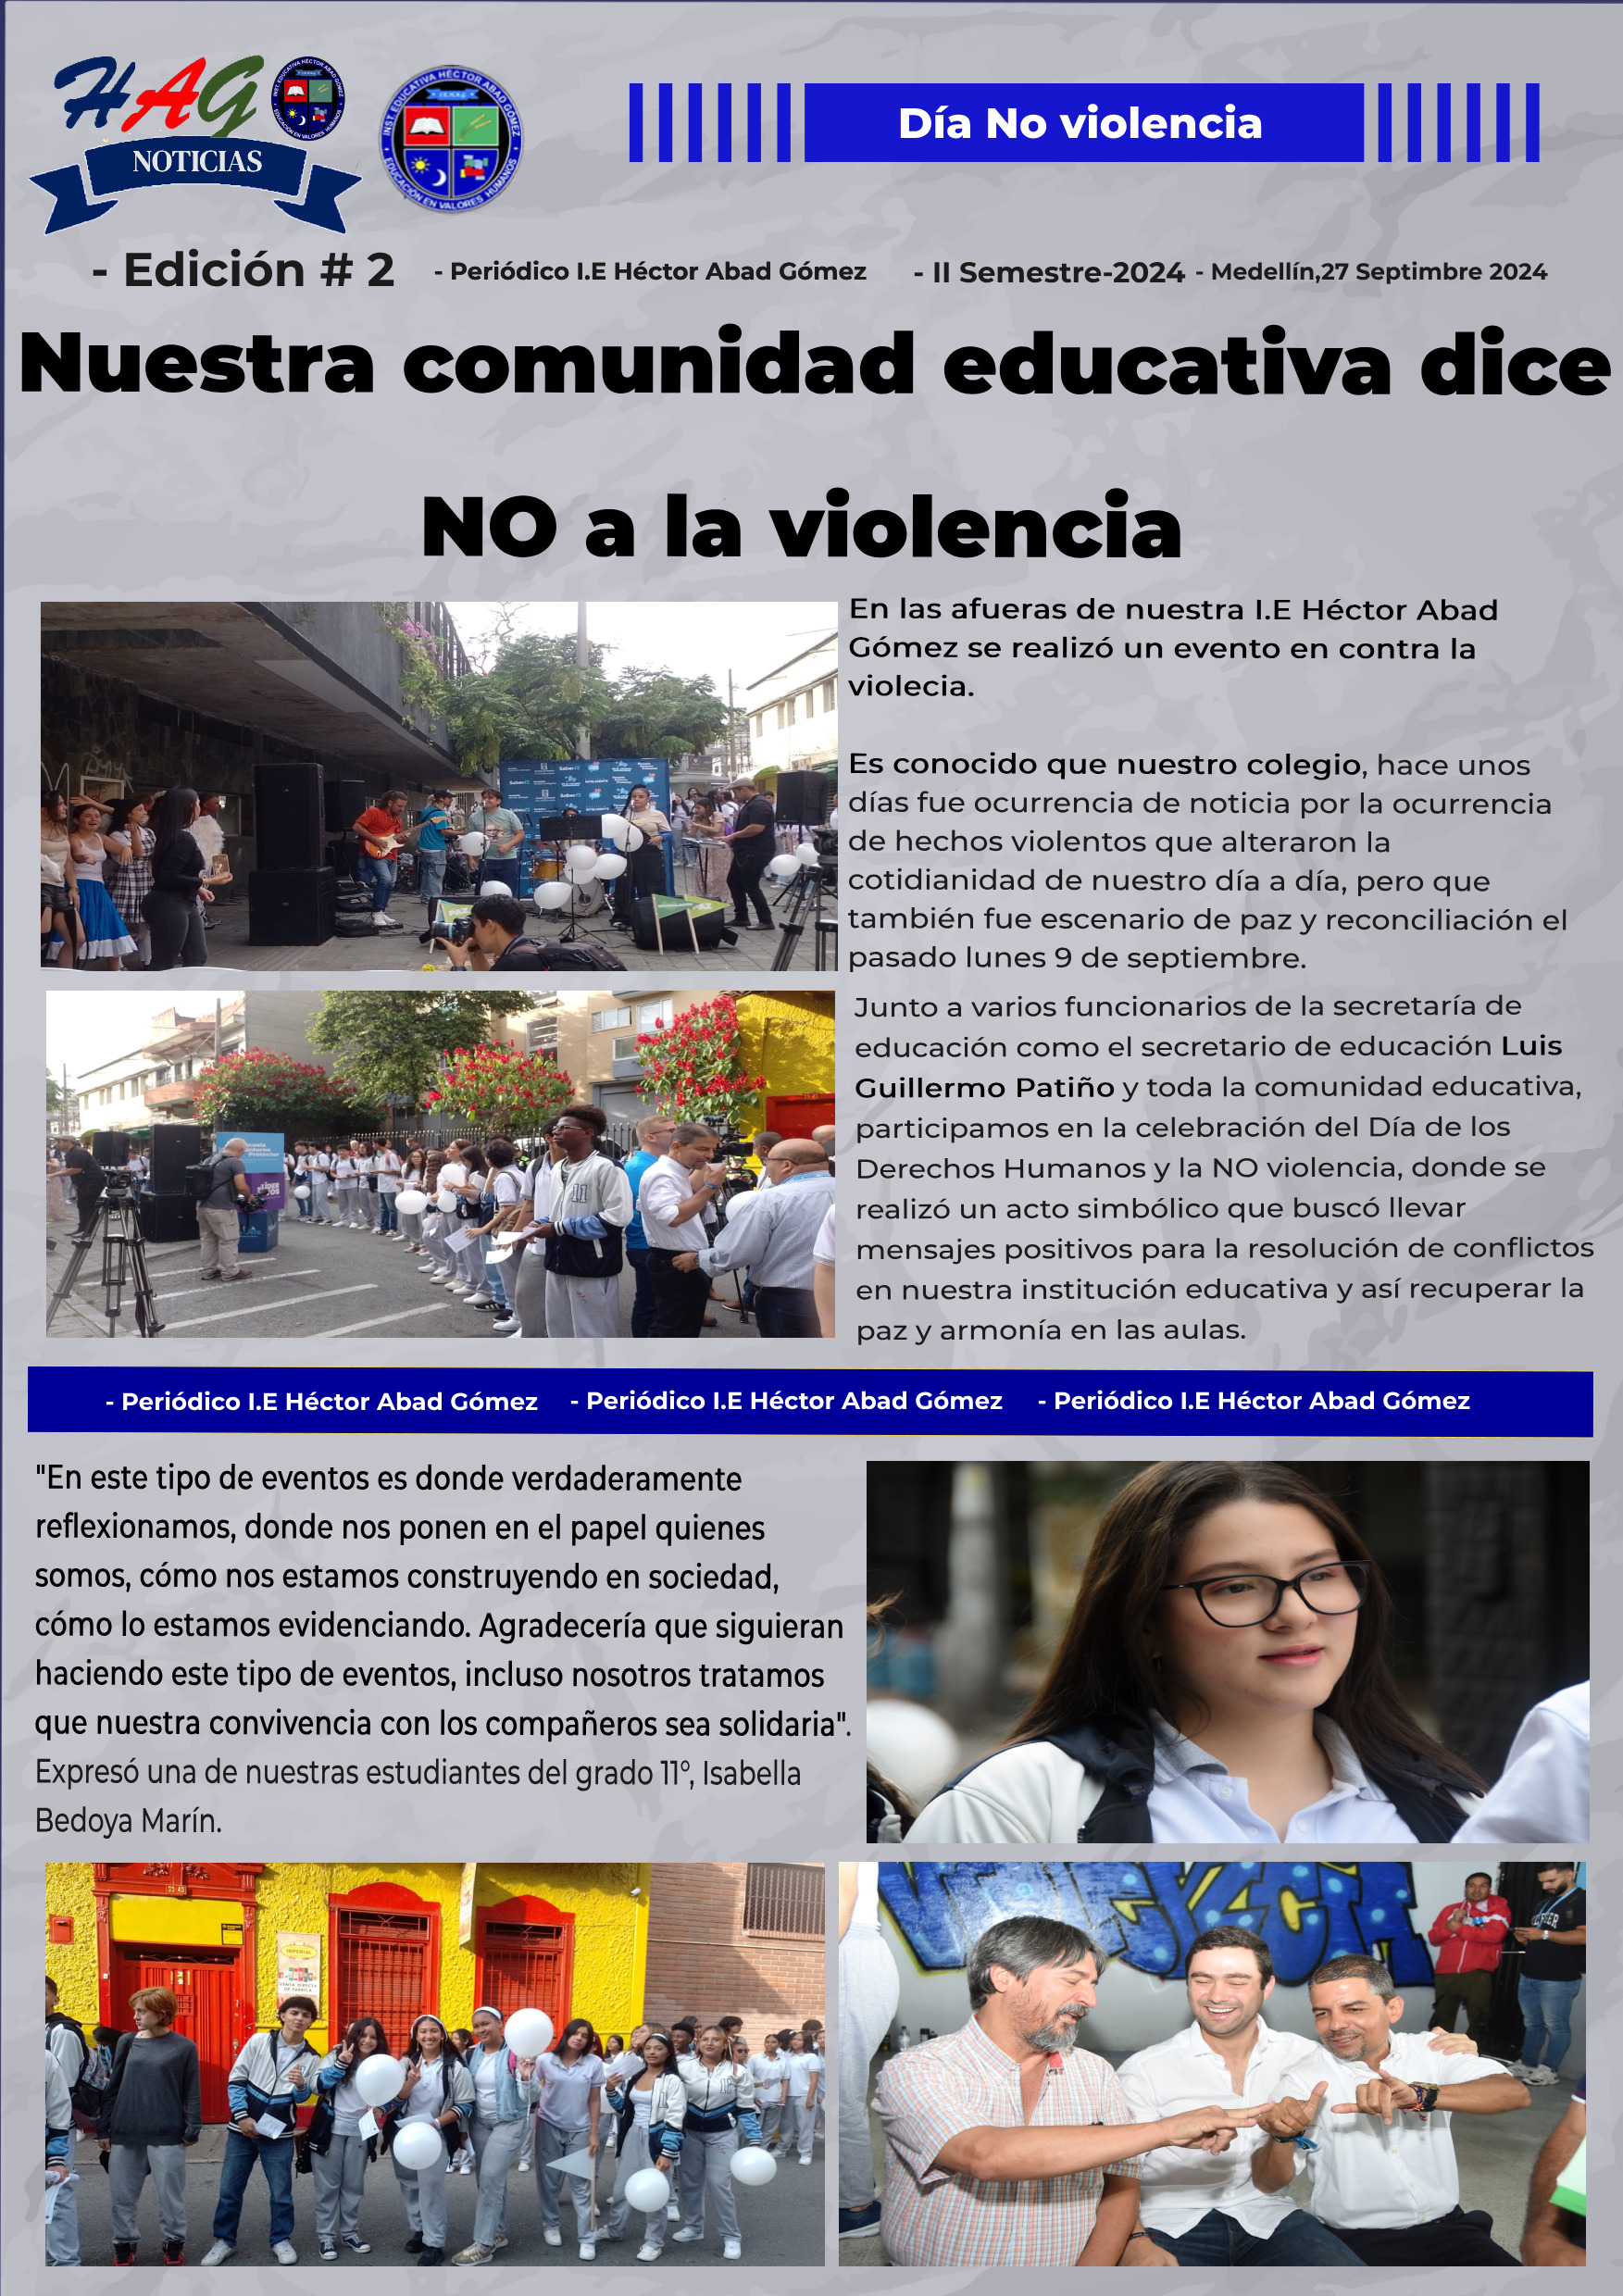 HAG
NOTICIAS
INST. EDUCATIVA HÉCTOR ABAD GÓMEZ
EDUCACIÓN EN VALORES HUMANOS
Día No violencia
- Edición # 2
- Periódico I.E Héctor Abad Gómez
- II Semestre-2024
- Medellín,27 Septimbre 2024
Nuestra comunidad educativa dice
NO a la violencia
En las afueras de nuestra I.E Héctor Abad
Gómez se realizó un evento en contra la
violecia.
Es conocido que nuestro colegio, hace unos
días fue ocurrencia de noticia por la ocurrencia
de hechos violentos que alteraron la
cotidianidad de nuestro día a día, pero que
también fue escenario de paz y reconciliación el
pasado lunes 9 de septiembre.
Junto a varios funcionarios de la secretaría de
educación como el secretario de educación Luis
Guillermo Patiño y toda la comunidad educativa,
participamos en la celebración del Día de los
Derechos Humanos y la NO violencia, donde se
realizó un acto simbólico que buscó llevar
mensajes positivos para la resolución de conflictos
en nuestra institución educativa y así recuperar la
paz y armonía en las aulas.
- Periódico I.E Héctor Abad Gómez
- Periódico I.E Héctor Abad Gómez
- Periódico I.E Héctor Abad Gómez
"En este tipo de eventos es donde verdaderamente
reflexionamos, donde nos ponen en el papel quienes
somos, cómo nos estamos construyendo en sociedad,
cómo lo estamos evidenciando. Agradecería que siguieran
haciendo este tipo de eventos, incluso nosotros tratamos
que nuestra convivencia con los compañeros sea solidaria".
Expresó una de nuestras estudiantes del grado 11°, Isabella
Bedoya Marín.
IMPERIAL
VENTA DIRECTA
DE FÁBRICA
11